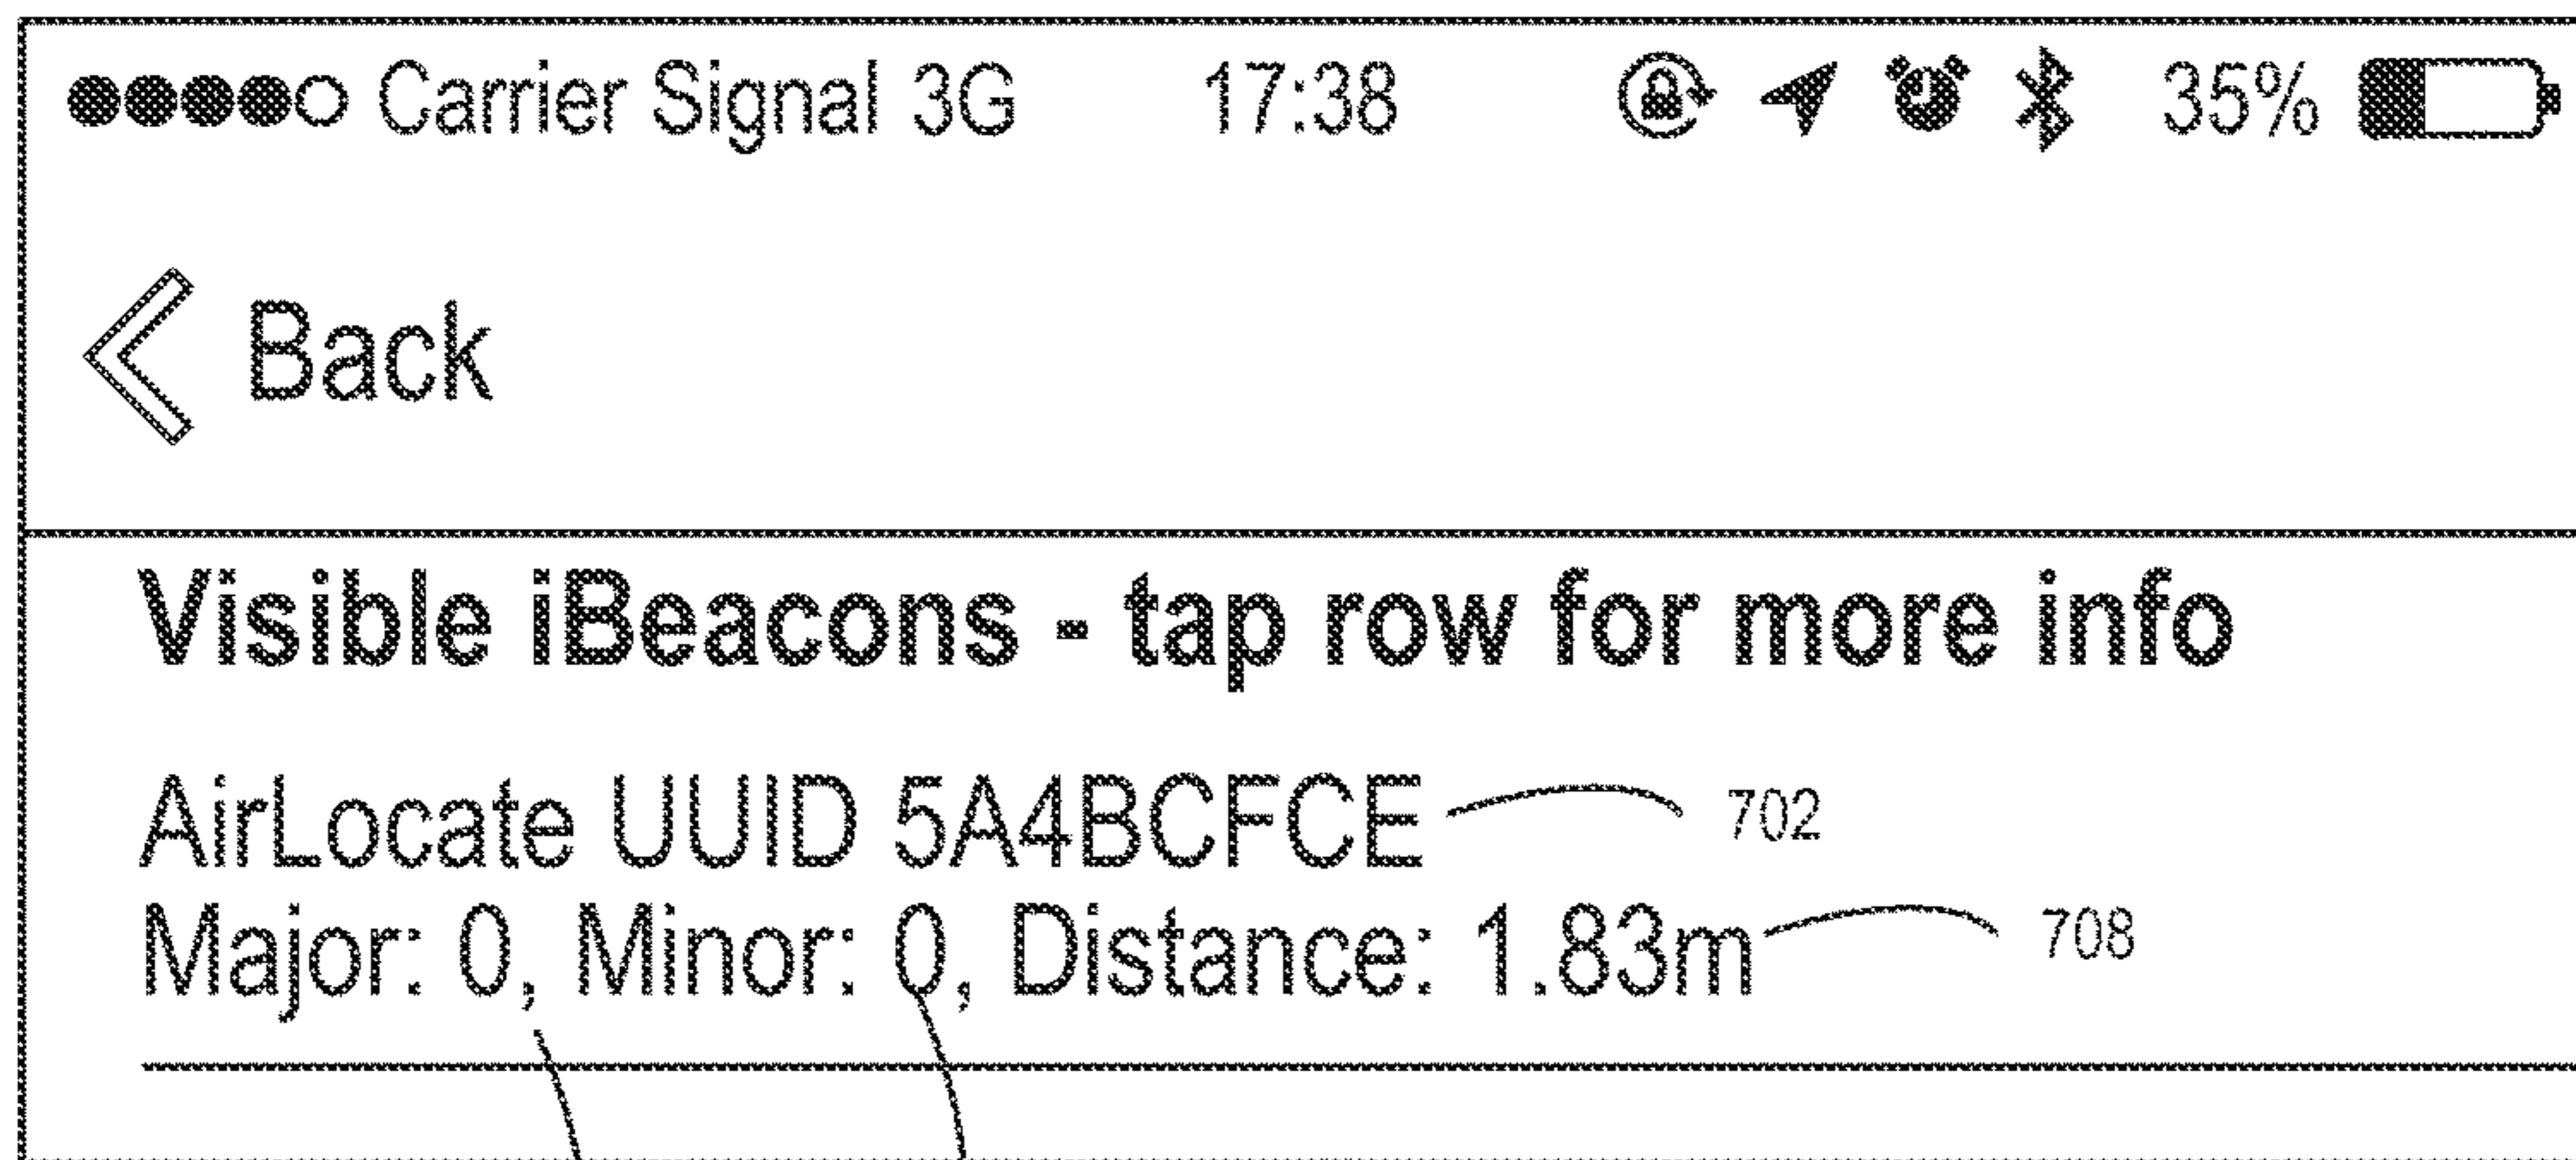 Carrier Signal 3G 17:38 35%
Back
Visible iBeacons - tap row for more info
AirLocate UUID 5A4BCFCE 702
Major: 0, Minor: 0, Distance: 1.83m 708